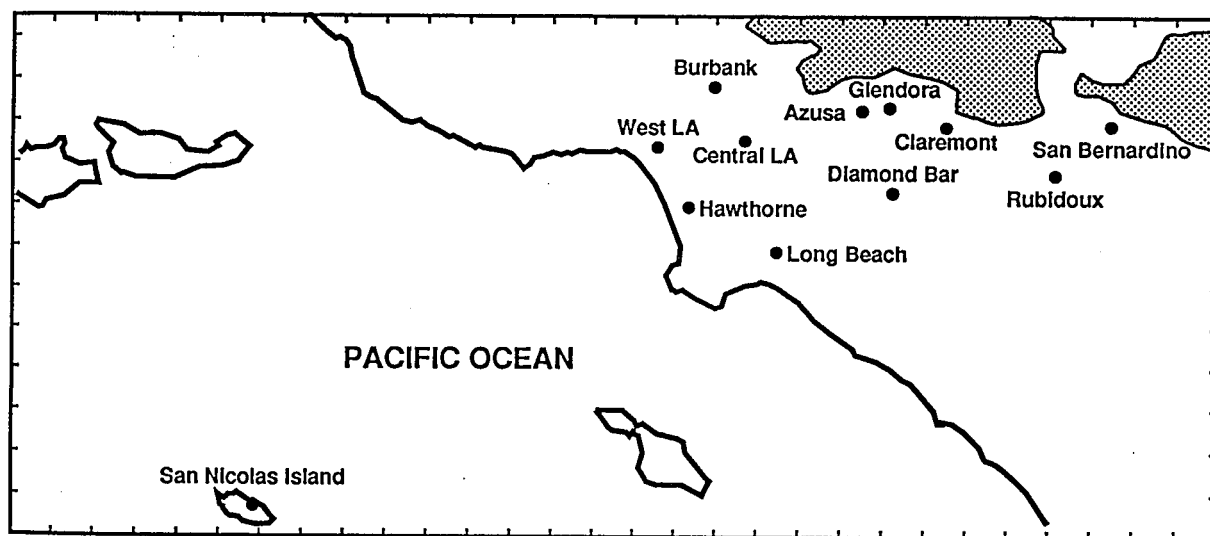 Burbank
Glendora
Azusa
West LA
Central LA
Claremont
San Bernardino
Diamond Bar
Rubidoux
Hawthorne
Long Beach
PACIFIC OCEAN
San Nicolas Island